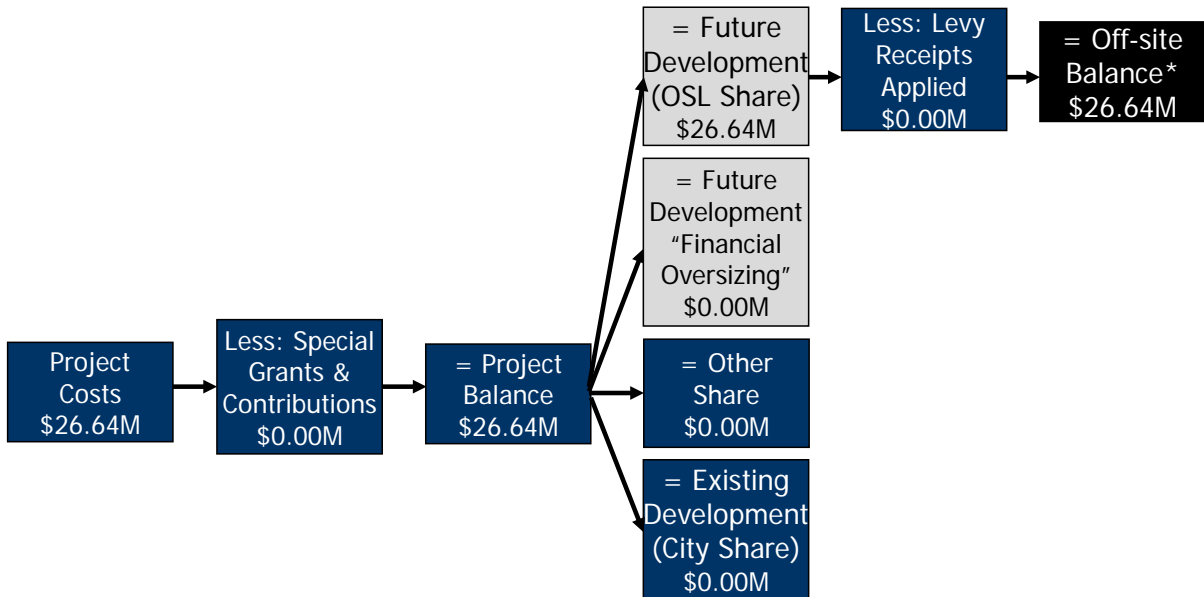 Project
Costs
$26.64M
Less: Special
Grants &
Contributions
$0.00M
= Project
Balance
$26.64M
= Future
Development
(OSL Share)
$26.64M
= Future
Development
“Financial
Oversizing”
$0.00M
= Other
Share
$0.00M
= Existing
Development
(City Share)
$0.00M
Less: Levy
Receipts
Applied
$0.00M
= Off-site
Balance*
$26.64M